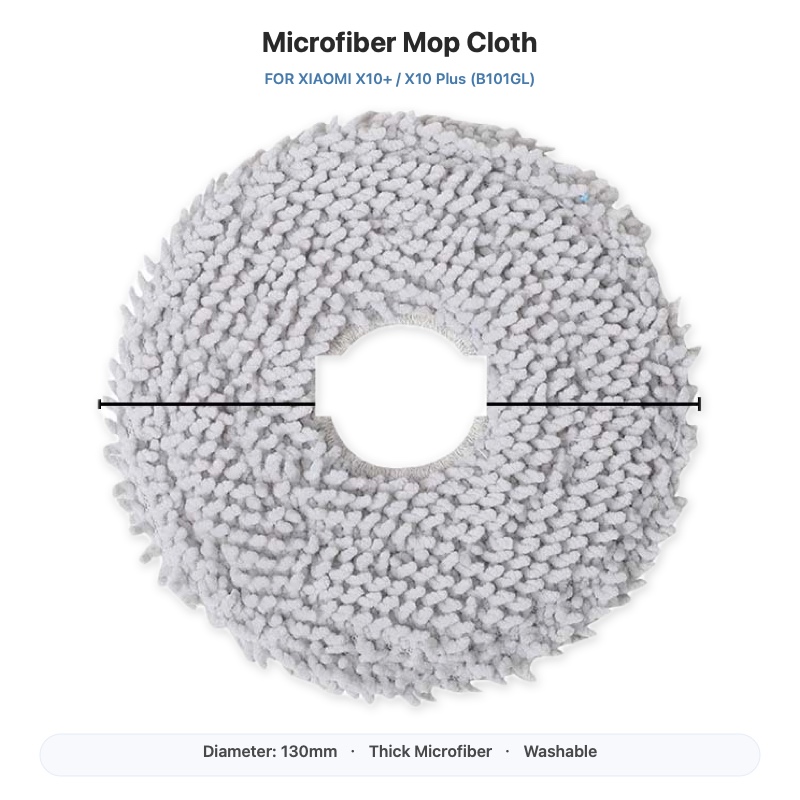 Microfiber Mop Cloth
FOR XIAOMI X10+ / X10 Plus (B101GL)
Diameter: 130mm · Thick Microfiber · Washable